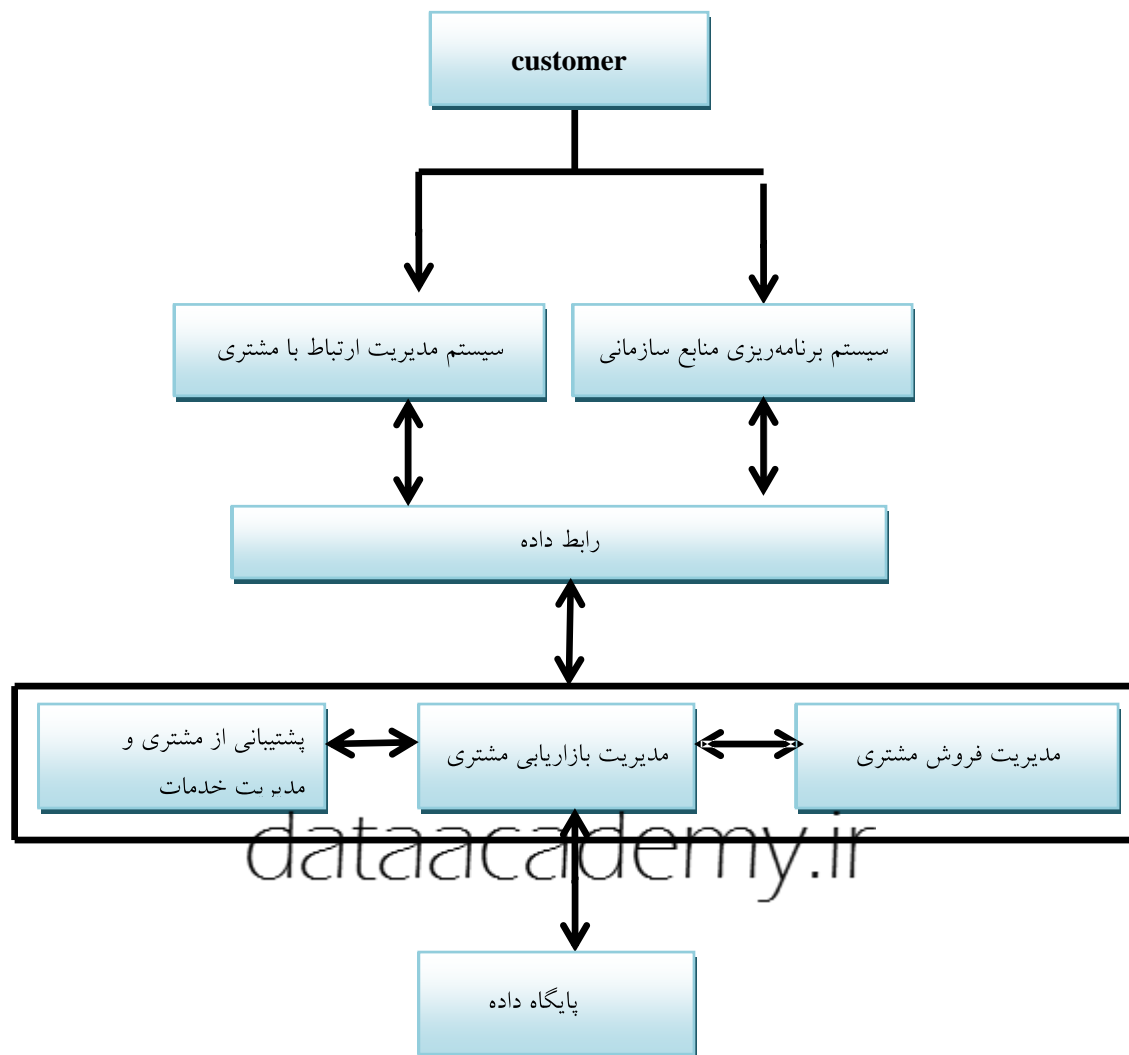 customer
سیستم برنامه‌ریزی منابع سازمانی
سیستم مدیریت ارتباط با مشتری
رابط داده
مدیریت فروش مشتری
مدیریت بازاریابی مشتری
پشتیبانی از مشتری و
مدیریت خدمات
dataacademy.ir
پایگاه داده